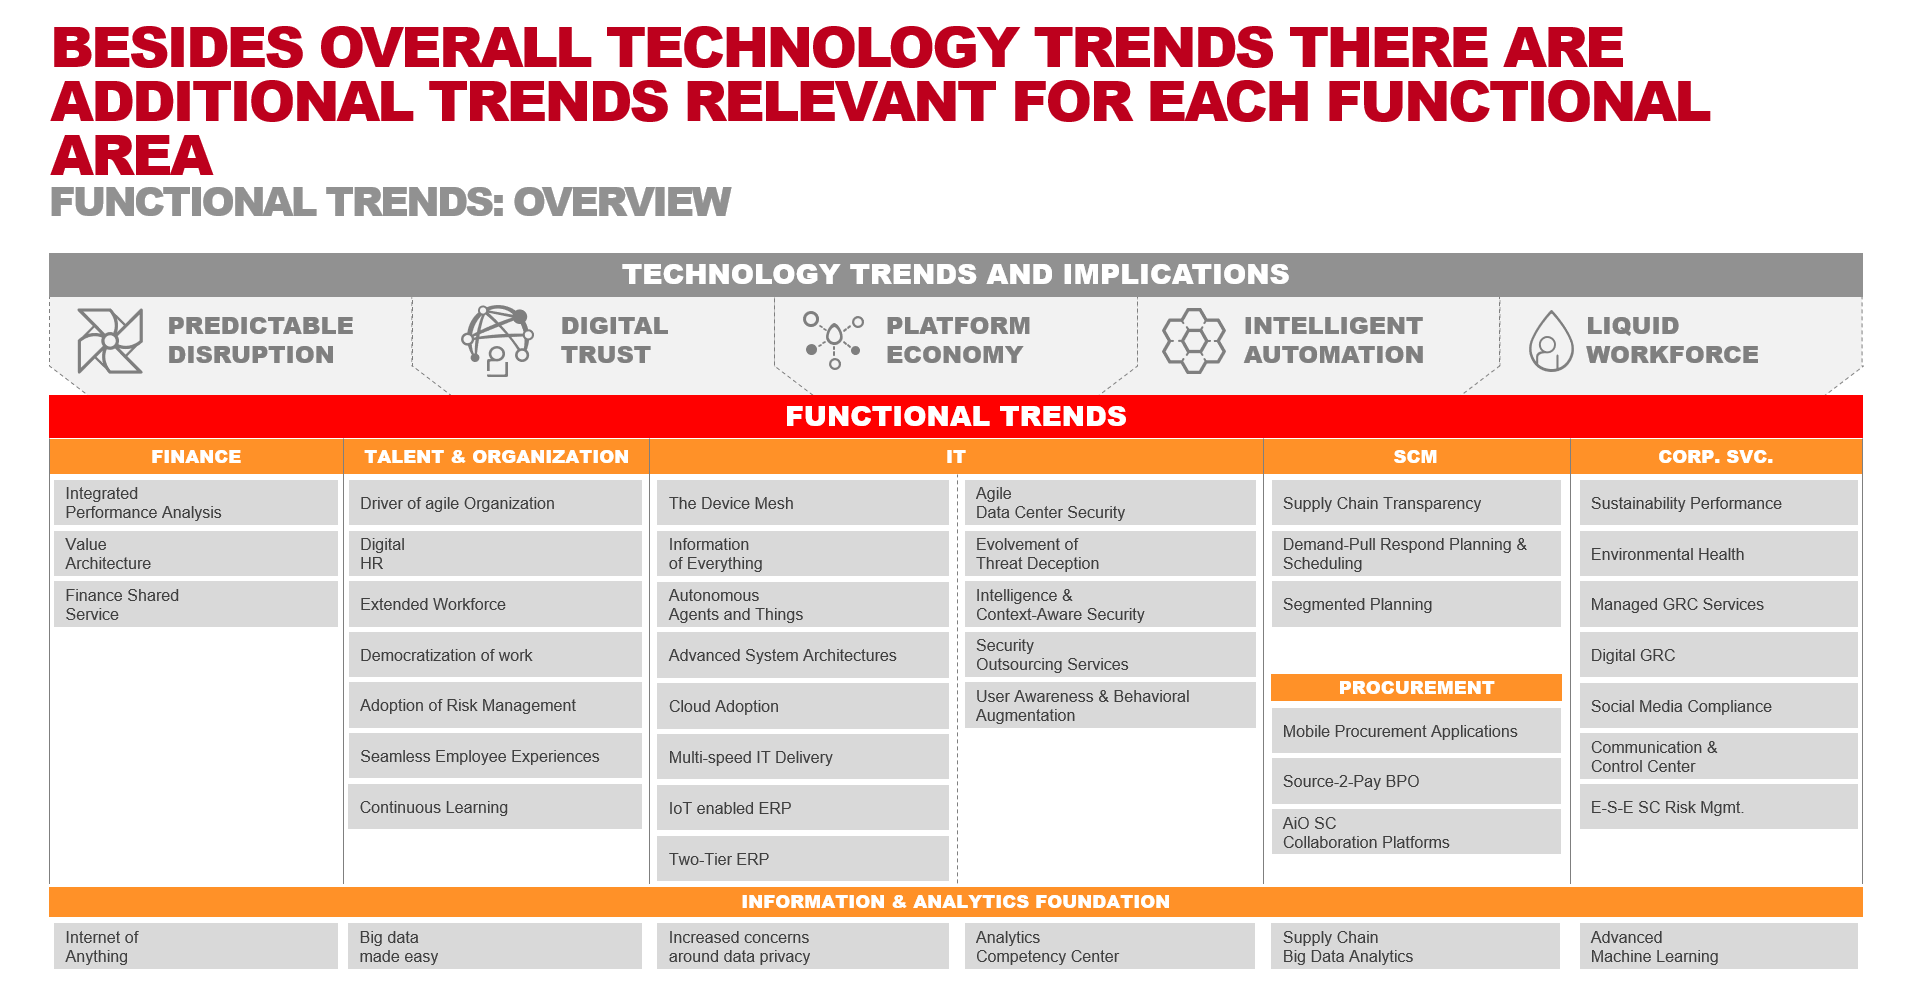 BESIDES OVERALL TECHNOLOGY TRENDS THERE ARE
ADDITIONAL TRENDS RELEVANT FOR EACH FUNCTIONAL
AREA
FUNCTIONAL TRENDS: OVERVIEW
TECHNOLOGY TRENDS AND IMPLICATIONS
PREDICTABLE
DISRUPTION
DIGITAL
TRUST
PLATFORM
ECONOMY
INTELLIGENT
AUTOMATION
LIQUID
WORKFORCE
FUNCTIONAL TRENDS
FINANCE
Integrated
Performance Analysis
Value
Architecture
Finance Shared
Service
TALENT & ORGANIZATION
Driver of agile Organization
Digital
HR
Extended Workforce
Democratization of work
Adoption of Risk Management
Seamless Employee Experiences
Continuous Learning
IT
The Device Mesh
Information
of Everything
Autonomous
Agents and Things
Advanced System Architectures
Cloud Adoption
Multi-speed IT Delivery
IoT enabled ERP
Two-Tier ERP
Agile
Data Center Security
Evolvement of
Threat Deception
Intelligence &
Context-Aware Security
Security
Outsourcing Services
User Awareness & Behavioral
Augmentation
SCM
Supply Chain Transparency
Demand-Pull Respond Planning &
Scheduling
Segmented Planning
PROCUREMENT
Mobile Procurement Applications
Source-2-Pay BPO
AiO SC
Collaboration Platforms
CORP. SVC.
Sustainability Performance
Environmental Health
Managed GRC Services
Digital GRC
Social Media Compliance
Communication &
Control Center
E-S-E SC Risk Mgmt.
INFORMATION & ANALYTICS FOUNDATION
Internet of
Anything
Big data
made easy
Increased concerns
around data privacy
Analytics
Competency Center
Supply Chain
Big Data Analytics
Advanced
Machine Learning